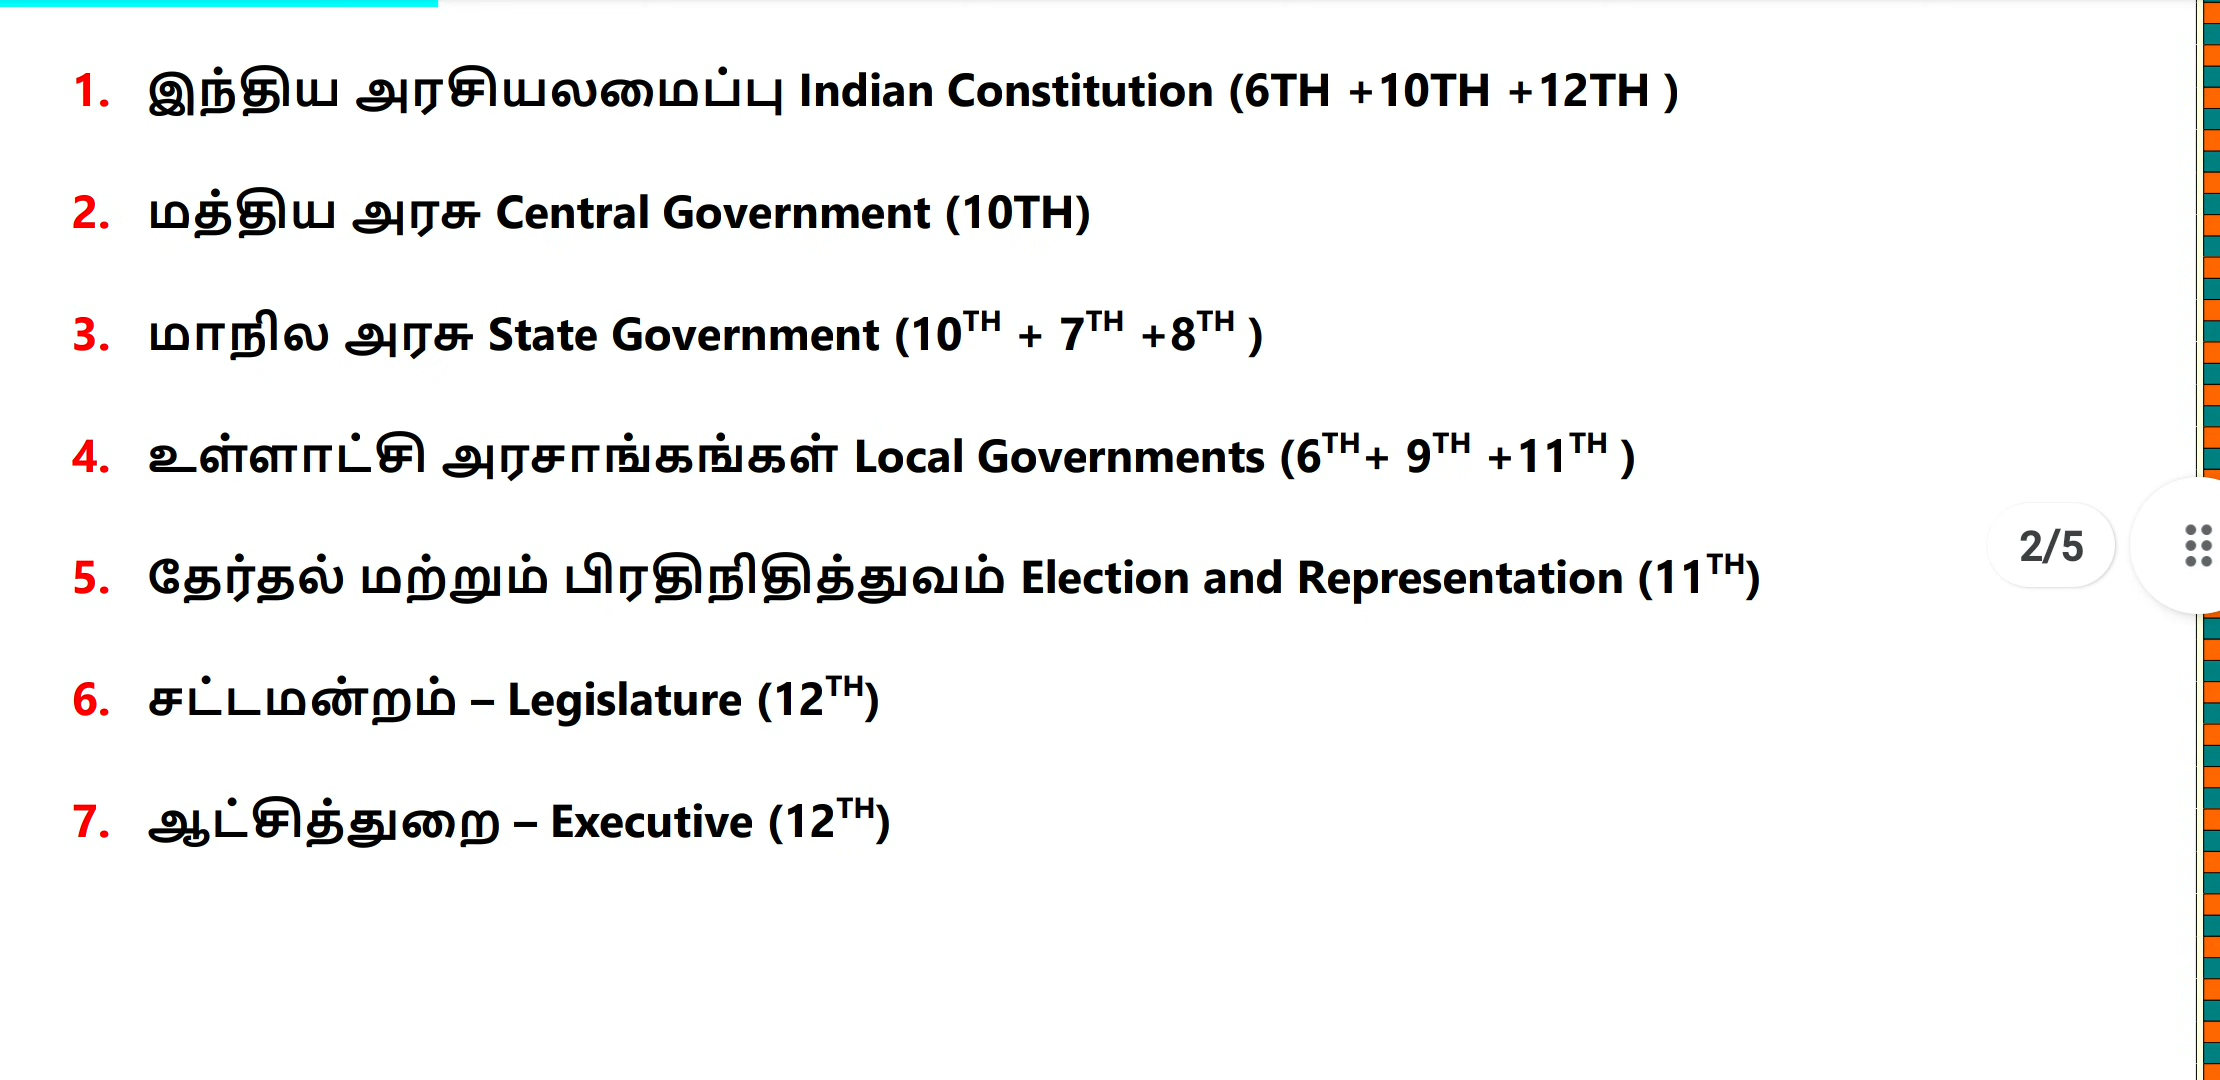 1. இந்திய அரசியலமைப்பு Indian Constitution (6TH +10TH +12TH )
2. மத்திய அரசு Central Government (10TH)
3. மாநில அரசு State Government (10TH + 7TH +8TH )
4. உள்ளாட்சி அரசாங்கங்கள் Local Governments (6TH+ 9TH +11TH )
5. தேர்தல் மற்றும் பிரதிநிதித்துவம் Election and Representation (11TH)
2/5
6. சட்டமன்றம் – Legislature (12TH)
7. ஆட்சித்துறை – Executive (12TH)